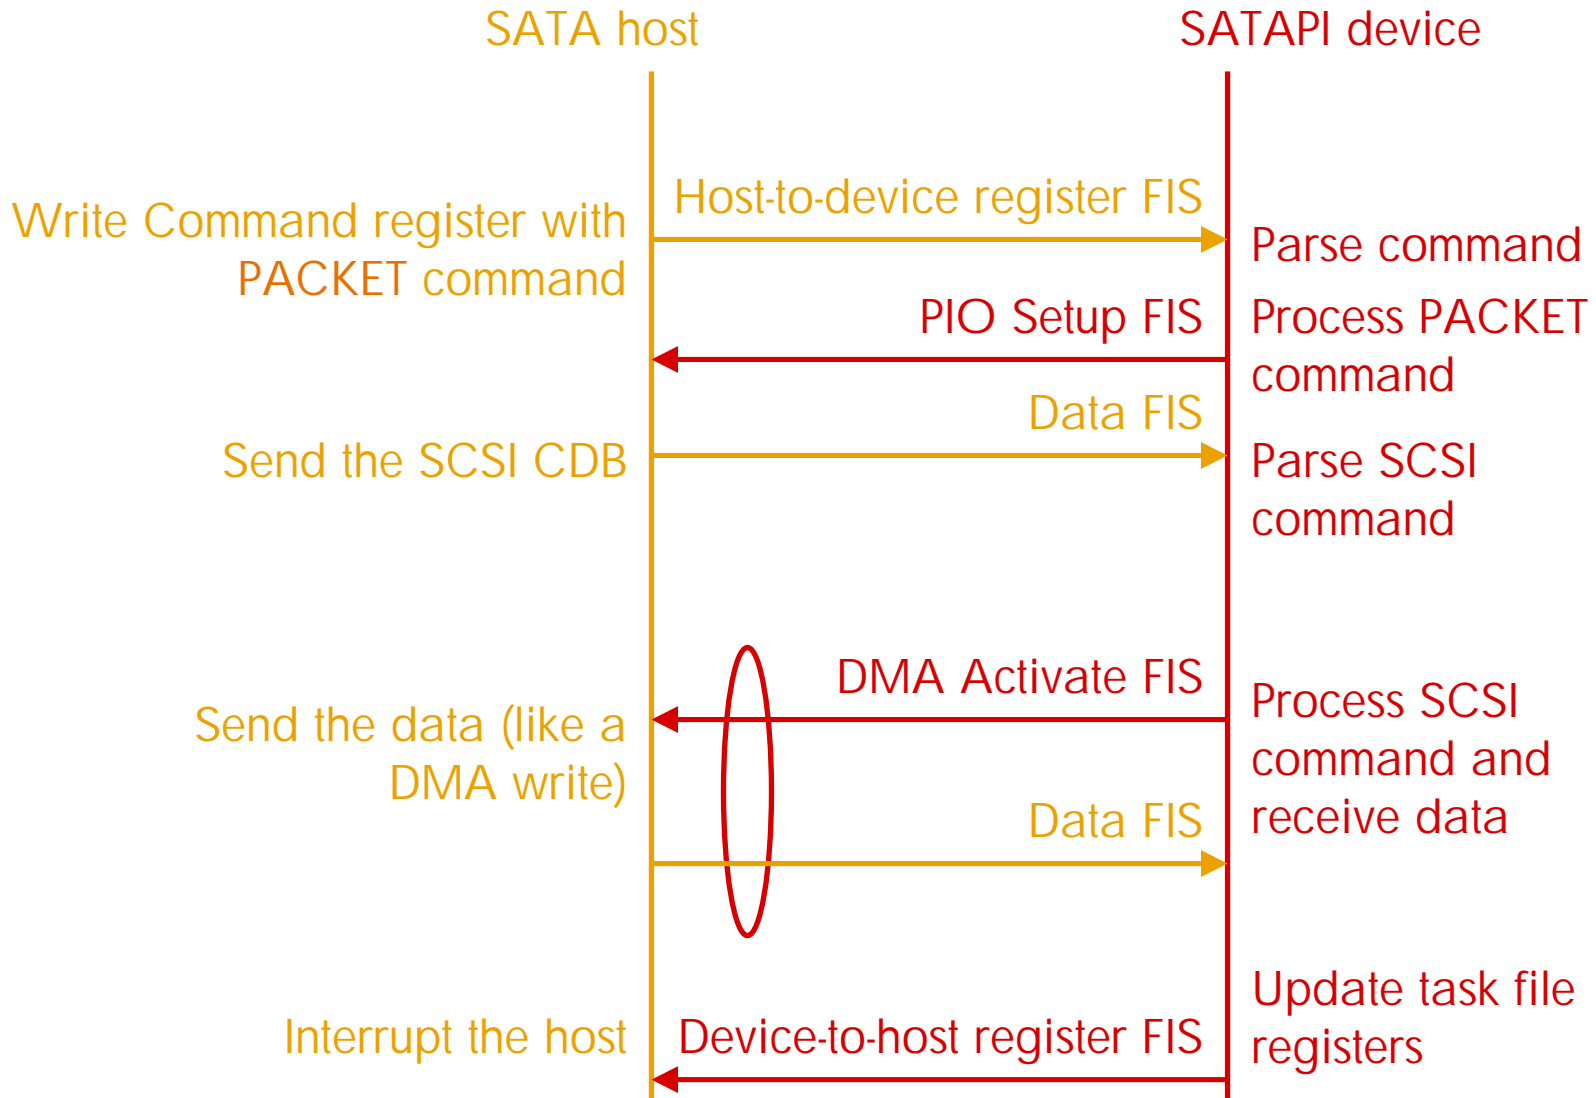 SATA host
SATAPI device
Host-to-device register FIS
Write Command register with
PACKET command
Parse command
PIO Setup FIS
Process PACKET
command
Data FIS
Send the SCSI CDB
Parse SCSI
command
DMA Activate FIS
Send the data (like a
DMA write)
Process SCSI
command and
receive data
Data FIS
Update task file
registers
Interrupt the host
Device-to-host register FIS